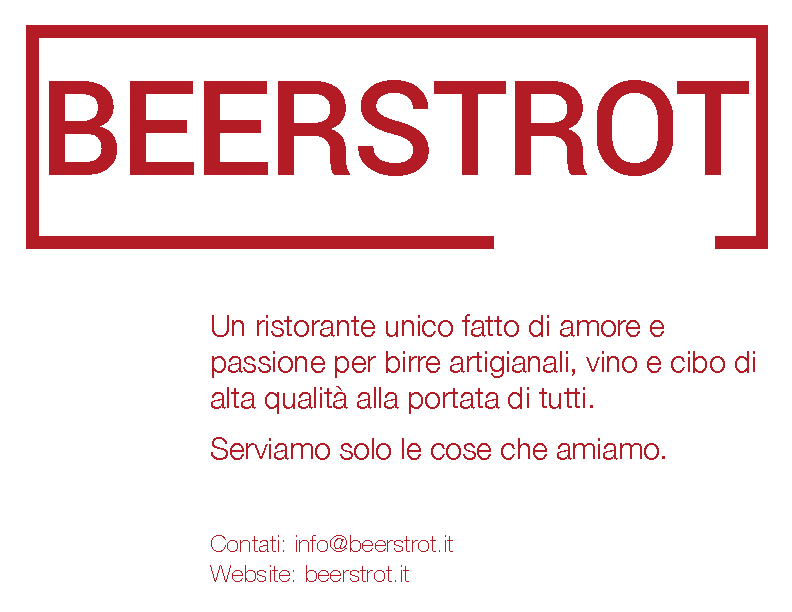 BEERSTROT
Un ristorante unico fatto di amore e
passione per birre artigianali, vino e cibo di
alta qualità alla portata di tutti.
Serviamo solo le cose che amiamo.
Contati: info@beerstrot.it
Website: beerstrot.it